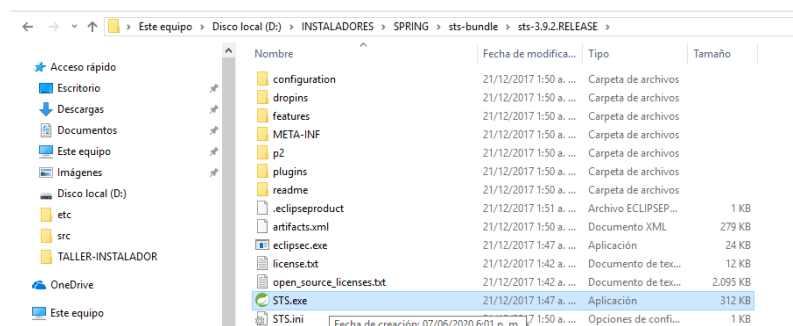 Este equipo > Disco local (D:) > INSTALADORES > SPRING > sts-bundle > sts-3.9.2.RELEASE >
Nombre Fecha de modifica... Tipo Tamaño
Acceso rápido
Escritorio
Descargas
Documentos
Este equipo
Imágenes
Disco local (D:)
etc
src
TALLER-INSTALADOR
OneDrive
Este equipo
configuration 21/12/2017 1:50 a. ... Carpeta de archivos
dropins 21/12/2017 1:50 a. ... Carpeta de archivos
features 21/12/2017 1:50 a. ... Carpeta de archivos
META-INF 21/12/2017 1:50 a. ... Carpeta de archivos
p2 21/12/2017 1:50 a. ... Carpeta de archivos
plugins 21/12/2017 1:50 a. ... Carpeta de archivos
readme 21/12/2017 1:50 a. ... Carpeta de archivos
.eclipseproduct 21/12/2017 1:51 a. ... Archivo ECLIPSEP... 1 KB
artifacts.xml 21/12/2017 1:50 a. ... Documento XML 279 KB
eclipsec.exe 21/12/2017 1:47 a. ... Aplicación 24 KB
license.txt 21/12/2017 1:42 a. ... Documento de tex... 12 KB
open_source_licenses.txt 21/12/2017 1:42 a. ... Documento de tex... 2.095 KB
STS.exe 21/12/2017 1:47 a. ... Aplicación 312 KB
STS.ini 1:50 a. ... Opciones de confi... 1 KB
Fecha de creación: 07/06/2020 6:01 p. m.